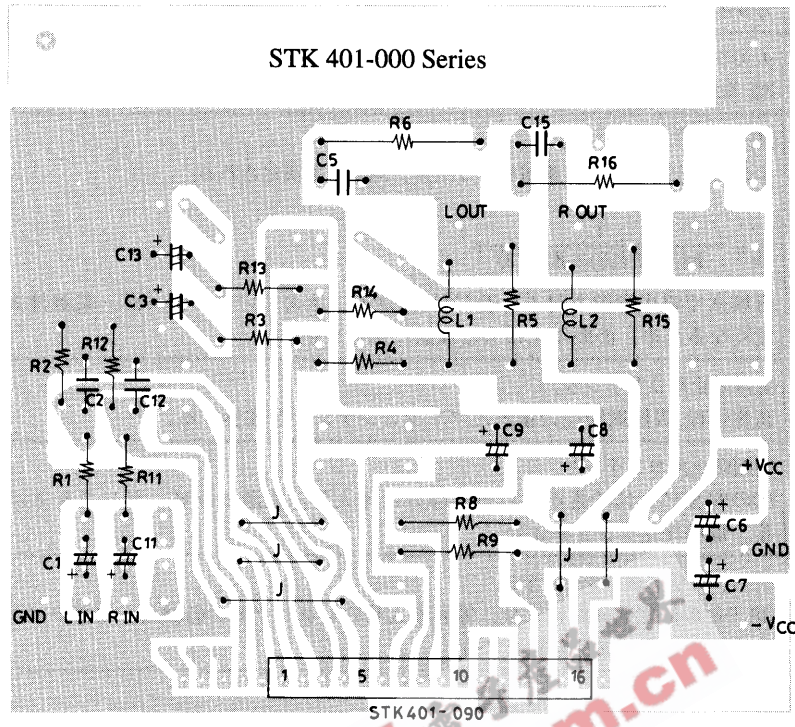 STK 401-000 Series
R6
C15
C5
R16
L OUT
R OUT
C13
+
R13
C3
+
R14
R3
L1
R5
L2
R15
R4
R2
R12
C2
C12
+
C9
C8
+
+VCC
R1
R11
J
R8
+
C6
C11
C1
+
+
J
R9
J
J
GND
+
C7
J
GND
L IN
R IN
-VCC
1
5
10
16
STK401-090
m.cn